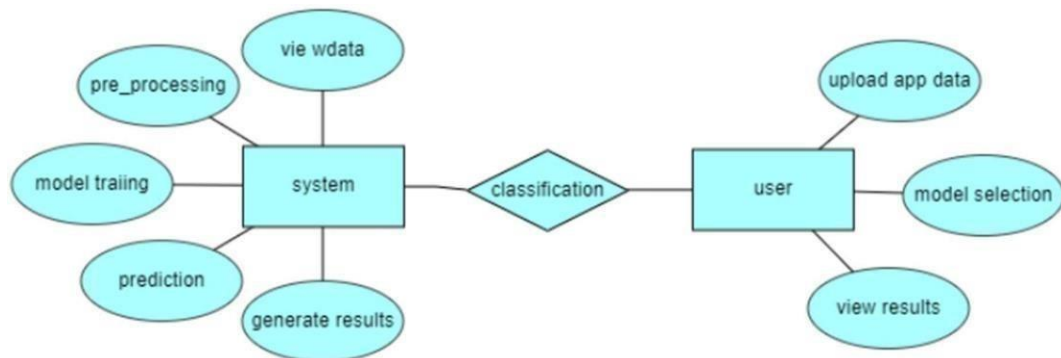 vie wdata
pre_processing
upload app data
model traiing
system
classification
user
model selection
prediction
generate results
view results